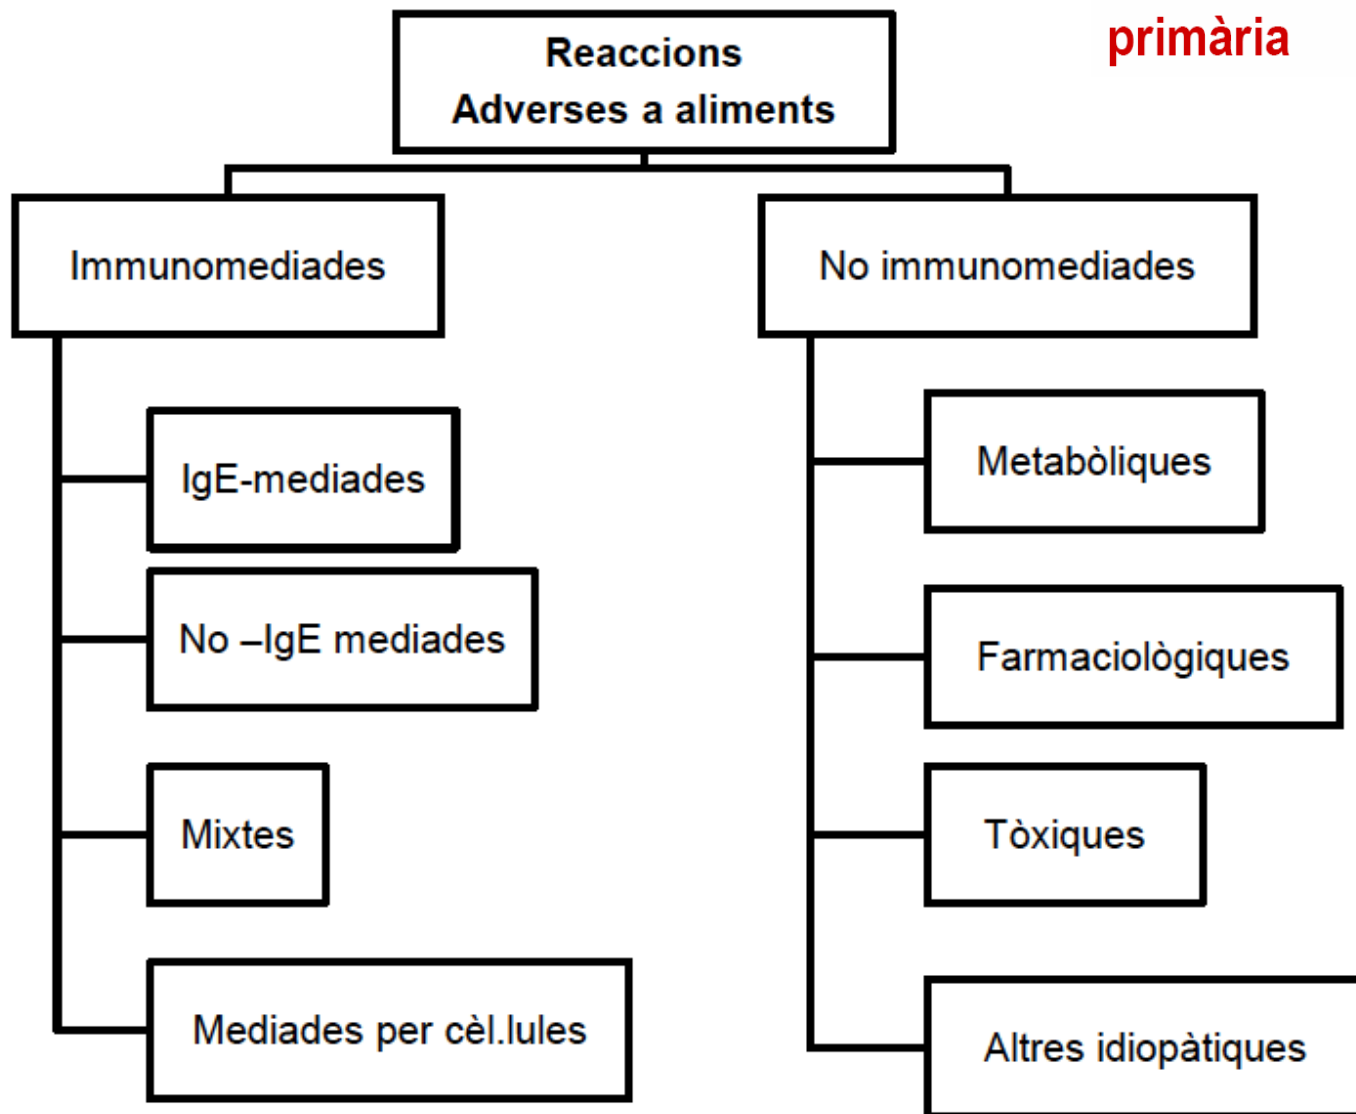 primària
Reaccions
Adverses a aliments
Immunomediades
No immunomediades
IgE-mediades
No –IgE mediades
Mixtes
Mediades per cèl.lules
Metabòliques
Farmaciològiques
Tòxiques
Altres idiopàtiques